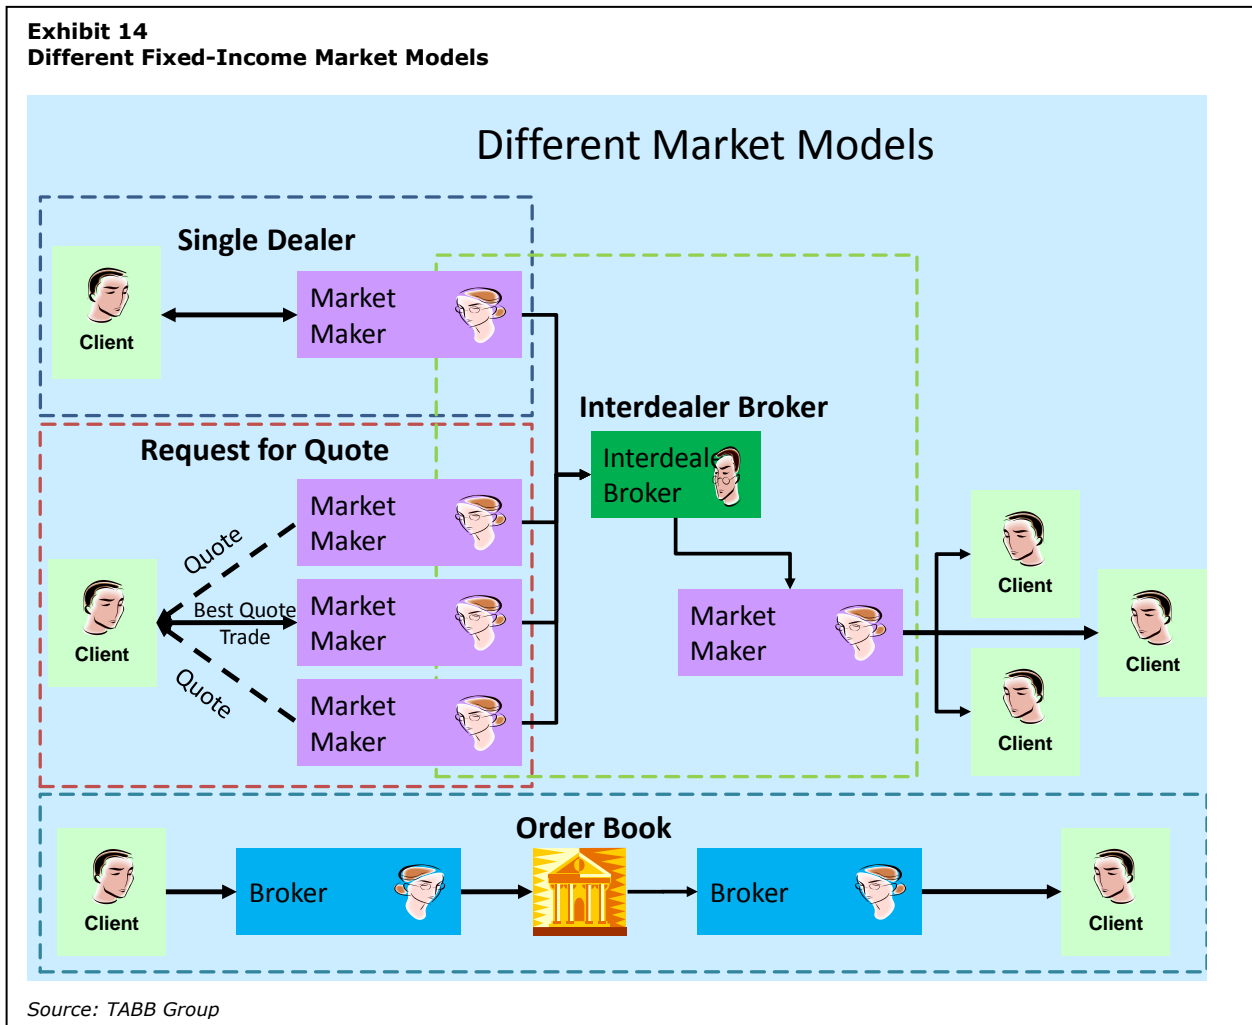 Exhibit 14
Different Fixed-Income Market Models
Different Market Models
Single Dealer
Client
Market
Maker
Request for Quote
Client
Quote
Best Quote
Trade
Quote
Market
Maker
Market
Maker
Market
Maker
Interdealer Broker
Interdealer
Broker
Market
Maker
Client
Client
Client
Order Book
Client
Broker
Broker
Client
Source: TABB Group